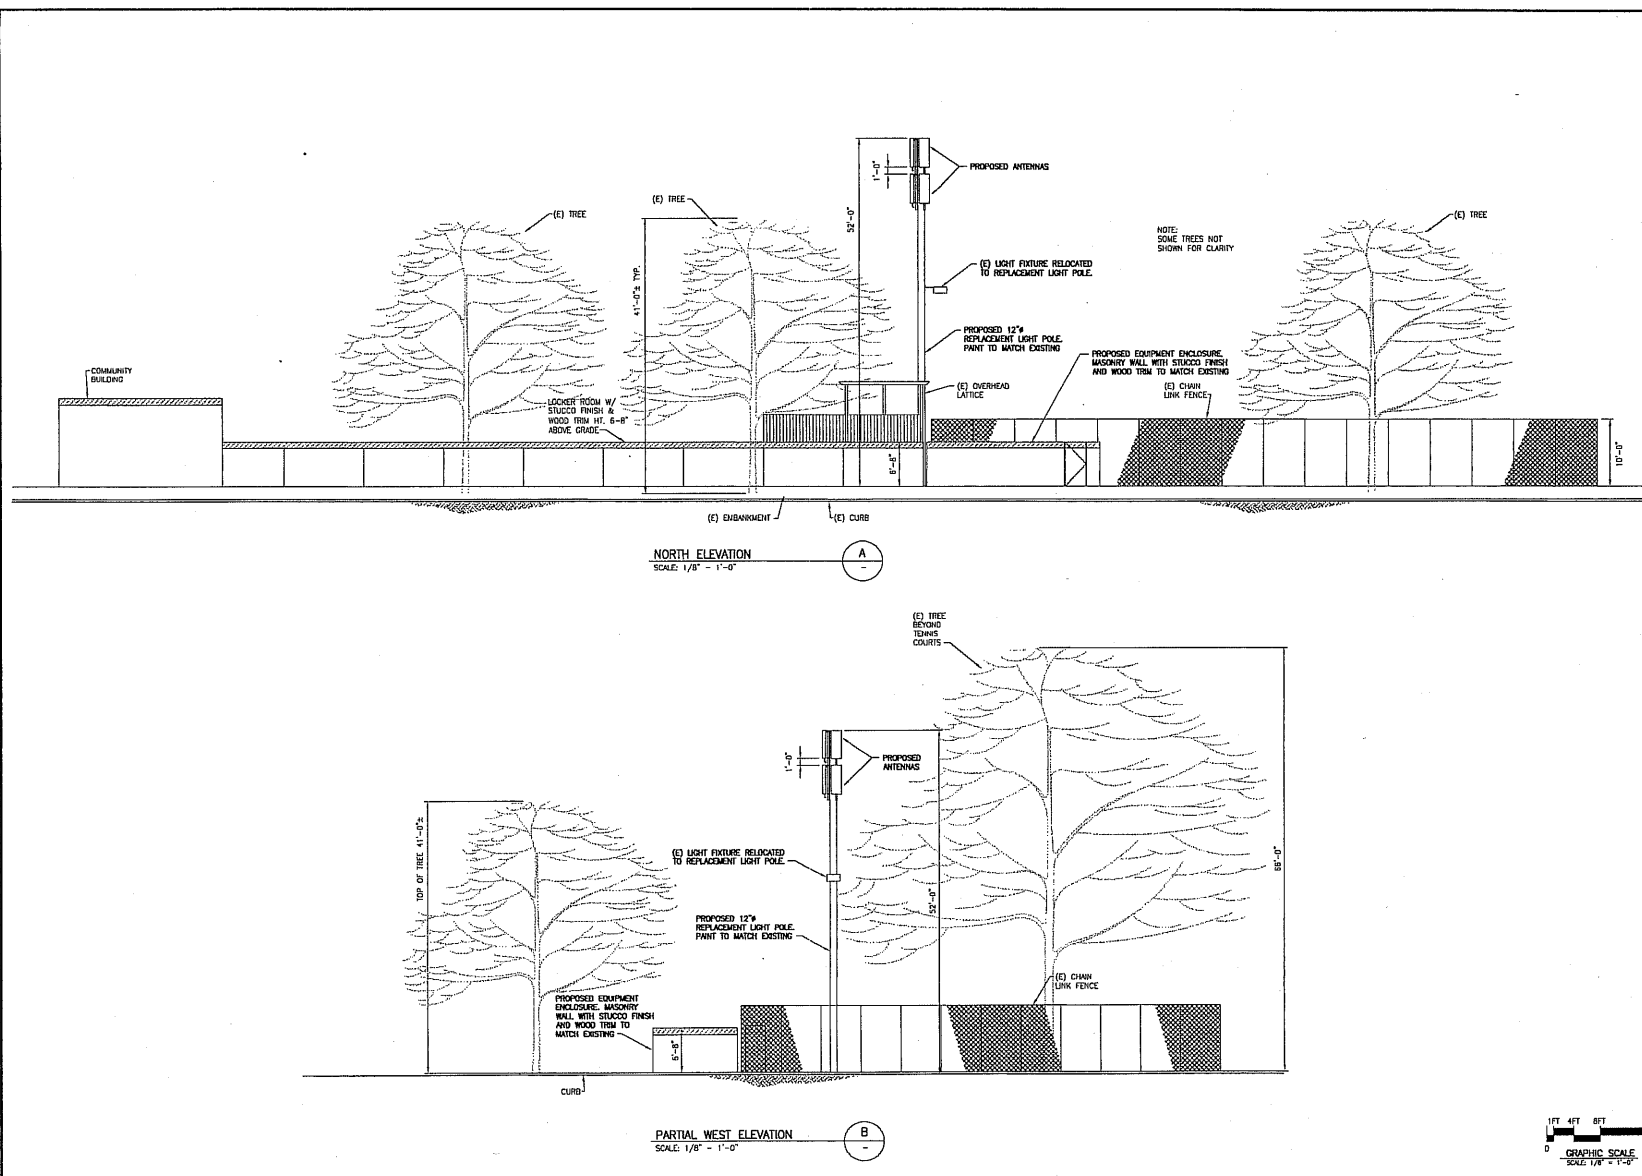 PROPOSED ANTENNAS
1'-0"
52'-0"
(E) TREE
(E) TREE
(E) TREE
NOTE:
SOME TREES NOT
SHOWN FOR CLARITY
41'-0"± TYP.
(E) LIGHT FIXTURE RELOCATED
TO REPLACEMENT LIGHT POLE.
PROPOSED 12"ø
REPLACEMENT LIGHT POLE.
PAINT TO MATCH EXISTING
PROPOSED EQUIPMENT ENCLOSURE.
MASONRY WALL WITH STUCCO FINISH
AND WOOD TRIM TO MATCH EXISTING
COMMUNITY
BUILDING
LOCKER ROOM W/
STUCCO FINISH &
WOOD TRIM HT. 6-8"
ABOVE GRADE
(E) OVERHEAD
LATTICE
(E) CHAIN
LINK FENCE
6'-8"
10'-0"
(E) EMBANKMENT
(E) CURB
NORTH ELEVATION
SCALE: 1/8" - 1'-0"
A
-
(E) TREE
BEYOND
TENNIS
COURTS
1'-0"
PROPOSED
ANTENNAS
TOP OF TREE 41'-0"±
(E) LIGHT FIXTURE RELOCATED
TO REPLACEMENT LIGHT POLE.
52'-0"
PROPOSED 12"ø
REPLACEMENT LIGHT POLE.
PAINT TO MATCH EXISTING
(E) CHAIN
LINK FENCE
PROPOSED EQUIPMENT
ENCLOSURE. MASONRY
WALL WITH STUCCO FINISH
AND WOOD TRIM TO
MATCH EXISTING
6'-8"
CURB
PARTIAL WEST ELEVATION
SCALE: 1/8" - 1'-0"
B
-
1FT 4FT 8FT
0
GRAPHIC SCALE
SCALE: 1/8" = 1'-0"